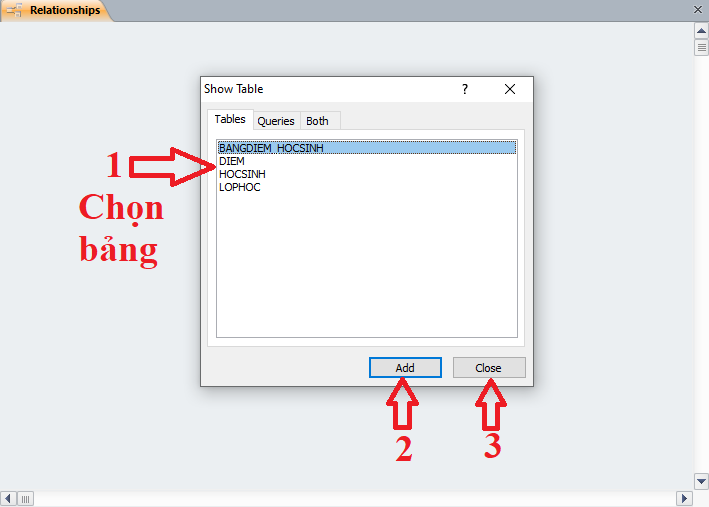 Relationships
Show Table
?
Tables
Queries
Both
BANGDIEM_HOCSINH
DIEM
HOCSINH
LOPHOC
1
Chọn
bảng
Add
Close
2
3